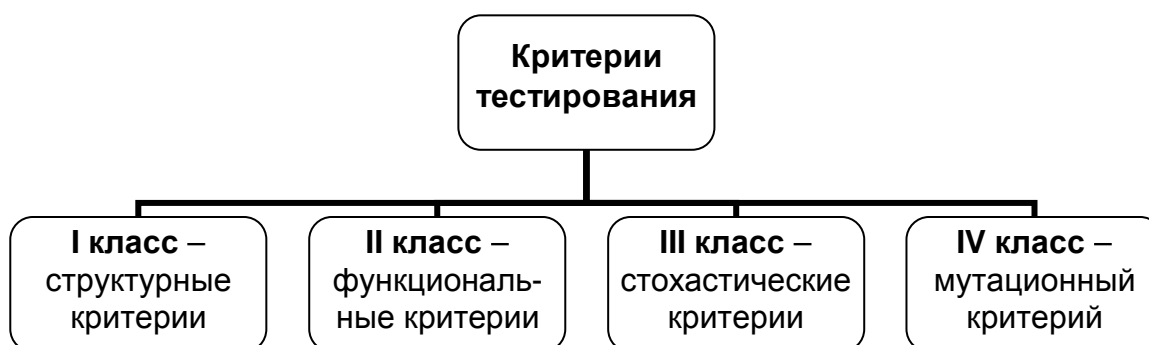 Критерии
тестирования
I класс –
структурные
критерии
II класс –
функциональ-
ные критерии
III класс –
стохастические
критерии
IV класс –
мутационный
критерий